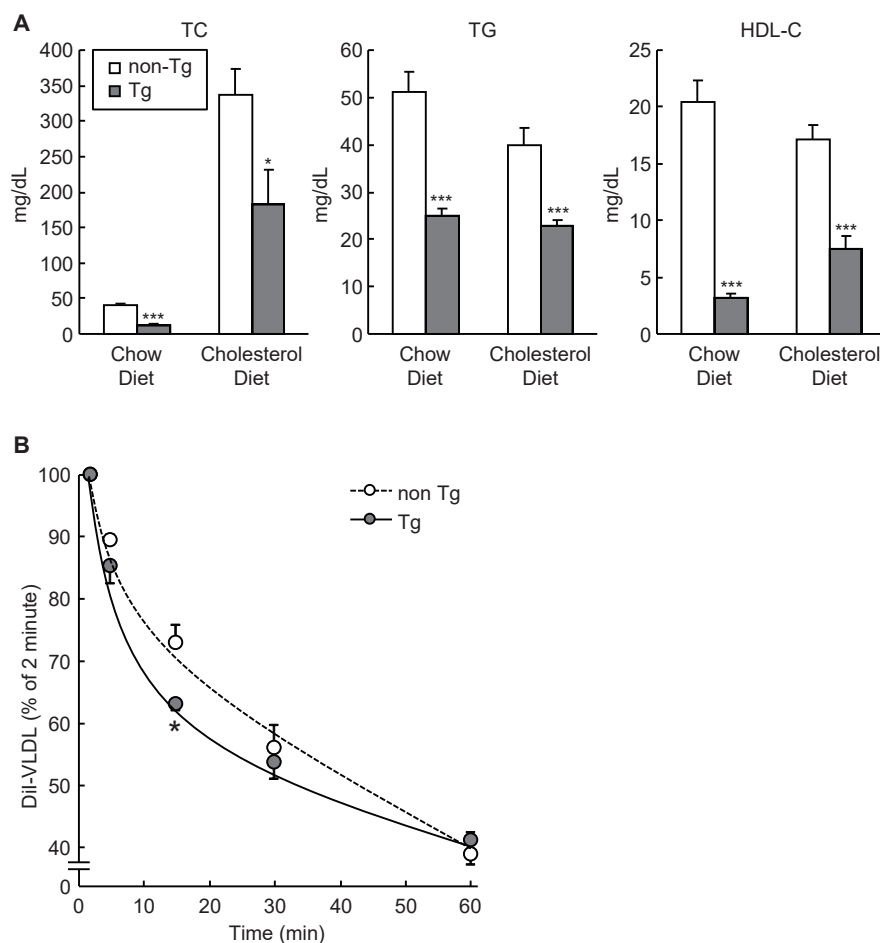 A
TC
TG
HDL-C
400
350
300
250
200
150
100
50
0
mg/dL
non-Tg
Tg
***
*
Chow
Diet
Cholesterol
Diet
60
50
40
30
20
10
0
mg/dL
***
***
Chow
Diet
Cholesterol
Diet
25
20
15
10
5
0
mg/dL
***
***
Chow
Diet
Cholesterol
Diet
B
100
90
80
70
60
50
40
0
DiI-VLDL (% of 2 minute)
non Tg
Tg
*
0 10 20 30 40 50 60
Time (min)